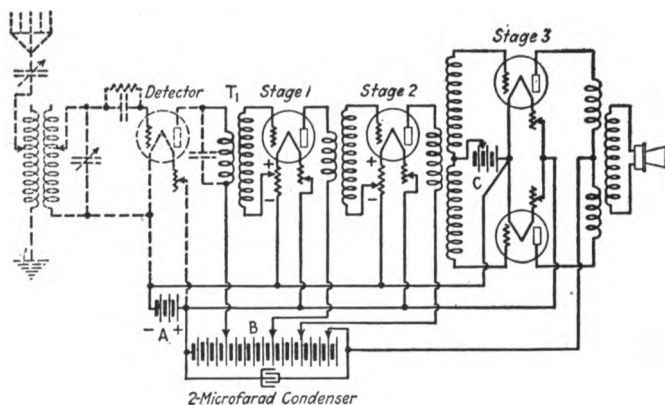 Detector
T1
Stage 1
Stage 2
Stage 3
+
-
+
-
C
- A +
B
2-Microfarad Condenser